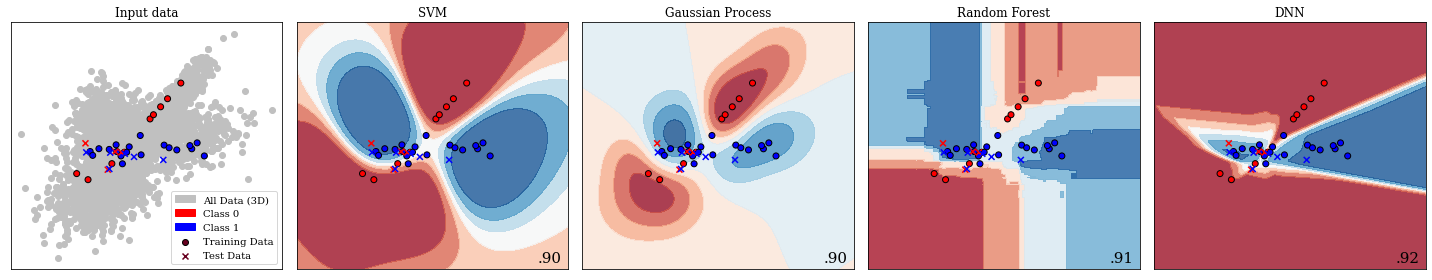 Input data
SVM
Gaussian Process
Random Forest
DNN
All Data (3D)
Class 0
Class 1
Training Data
Test Data
.90
.90
.91
.92